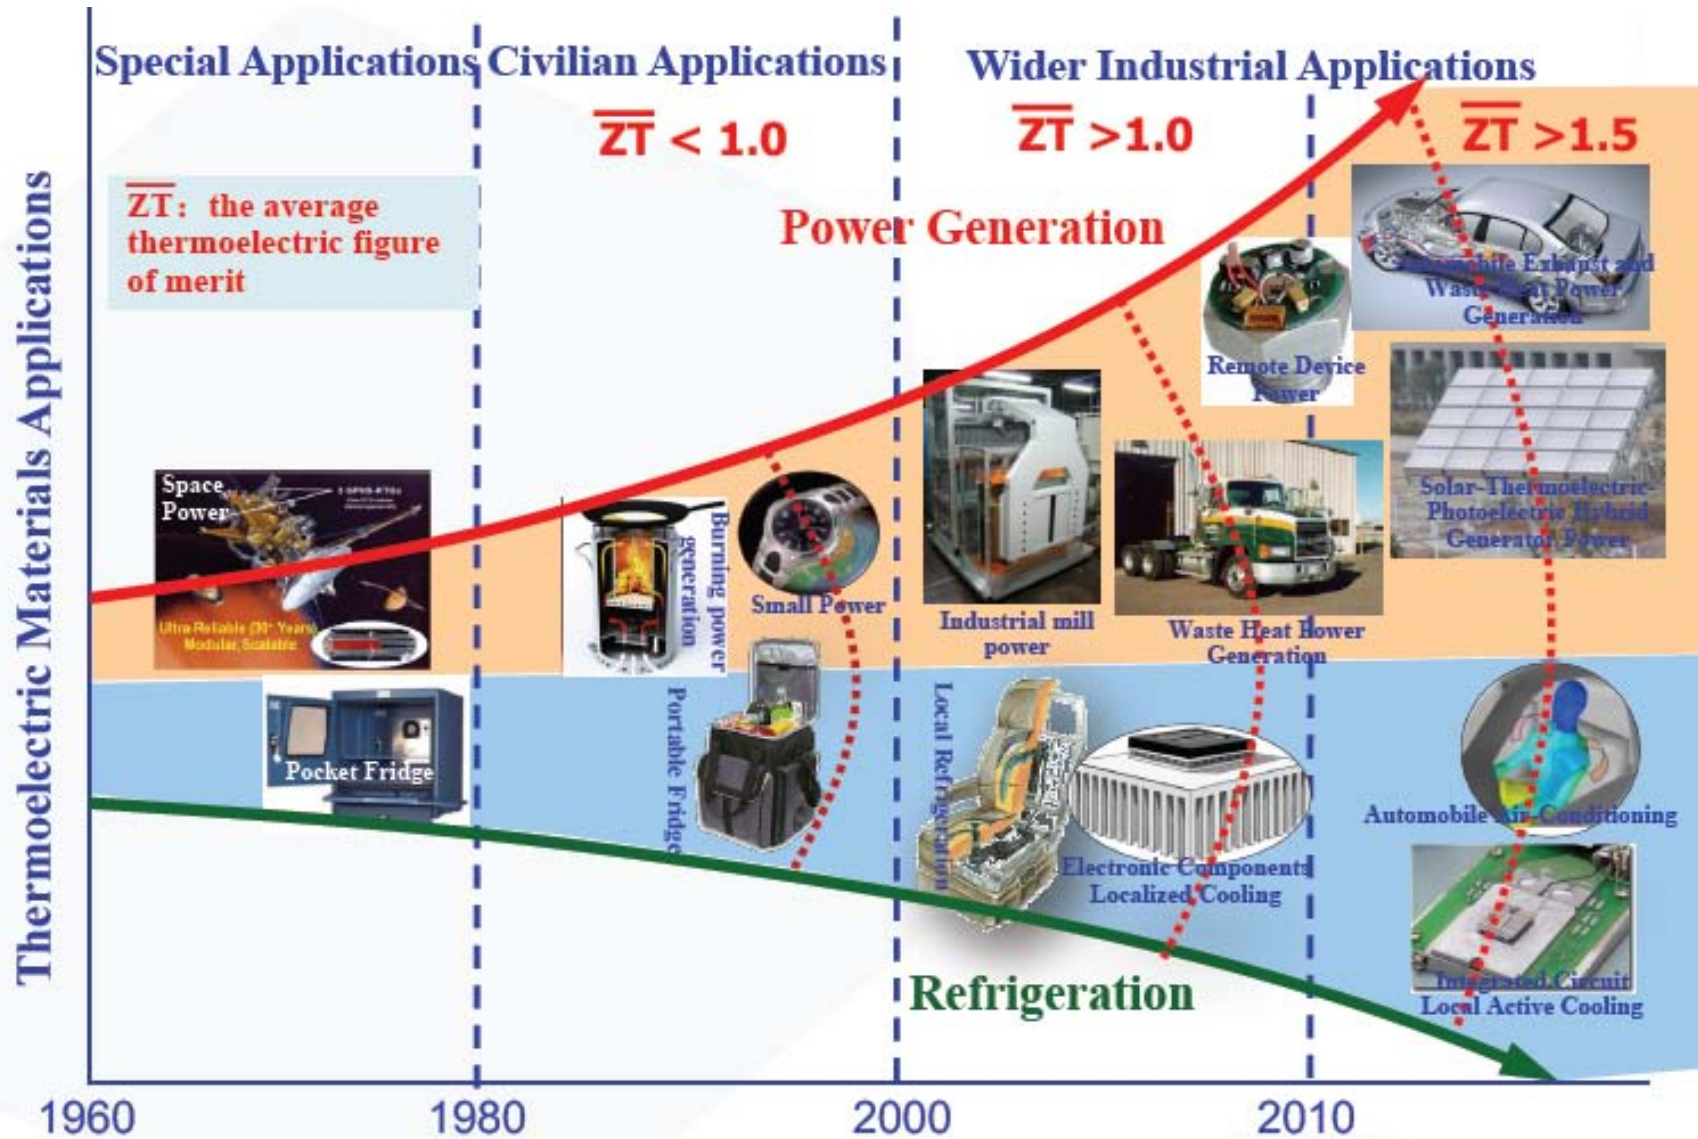 Special Applications
Civilian Applications
Wider Industrial Applications
ZT < 1.0
ZT >1.0
ZT >1.5
ZT: the average
thermoelectric figure
of merit
Power Generation
Thermoelectric Materials Applications
Automobile Exhaust and
Waste Heat Power
Generation
Remote Device
Power
Space
Power
Ultra-Reliable (30+ Years)
Modular, Scalable
Burning power
generation
Small Power
Industrial mill
power
Waste Heat Power
Generation
Solar-Thermoelectric-
Photoelectric Hybrid
Generator Power
Pocket Fridge
Portable Fridge
Local Refrigeration
Electronic Components
Localized Cooling
Automobile Air-Conditioning
Integrated Circuit
Local Active Cooling
Refrigeration
1960
1980
2000
2010